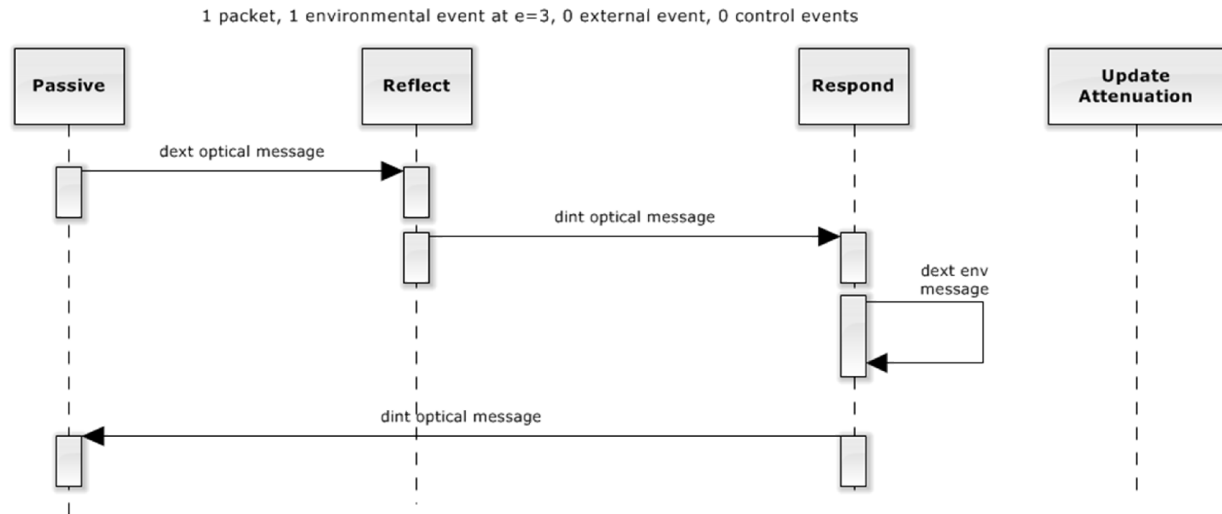 1 packet, 1 environmental event at e=3, 0 external event, 0 control events
Passive
Reflect
Respond
Update
Attenuation
dext optical message
dint optical message
dext env
message
dint optical message